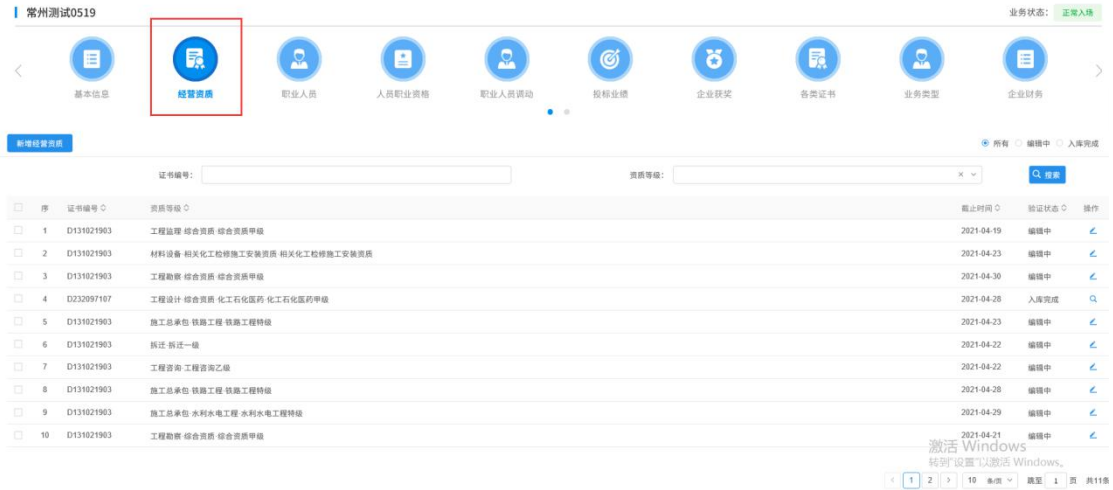 常州测试0519 业务状态： 正常入场
基本信息 经营资质 职业人员 人员职业资格 职业人员调动 投标业绩 企业获奖 各类证书 业务类型 企业财务
新增经营资质 所有 编辑中 入库完成
证书编号： 资质等级： 搜索
序 证书编号 资质等级 截止时间 验证状态 操作
1 D131021903 工程监理·综合资质·综合资质甲级 2021-04-19 编辑中
2 D131021903 材料设备·相关化工检修施工安装资质·相关化工检修施工安装资质 2021-04-23 编辑中
3 D131021903 工程勘察·综合资质·综合资质甲级 2021-04-30 编辑中
4 D232097107 工程设计·综合资质·化工石化医药·化工石化医药甲级 2021-04-28 入库完成
5 D131021903 施工总承包·铁路工程·铁路工程特级 2021-04-23 编辑中
6 D131021903 拆迁·拆迁一级 2021-04-22 编辑中
7 D131021903 工程咨询·工程咨询乙级 2021-04-22 编辑中
8 D131021903 施工总承包·铁路工程·铁路工程特级 2021-04-28 编辑中
9 D131021903 施工总承包·水利水电工程·水利水电工程特级 2021-04-29 编辑中
10 D131021903 工程勘察·综合资质·综合资质甲级 2021-04-21 编辑中
激活 Windows
转到"设置"以激活 Windows。
1 2 10 条/页 跳至 1 页 共11条